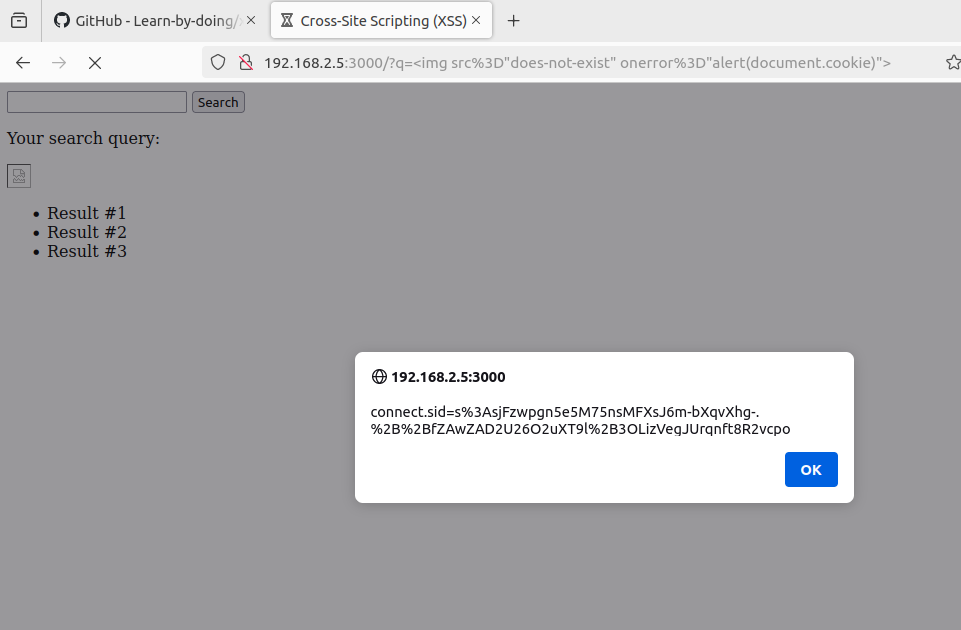 GitHub - Learn-by-doing/
Cross-Site Scripting (XSS)
192.168.2.5:3000/?q=<img src%3D"does-not-exist" onerror%3D"alert(document.cookie)">
Search
Your search query:
Result #1
Result #2
Result #3
192.168.2.5:3000
connect.sid=s%3AsjFzwpgn5e5M75nsMFXsJ6m-bXqvXhg-.
%2B%2BfZAwZAD2U26O2uXT9l%2B3OLizVegJUrqnft8R2vcpo
OK